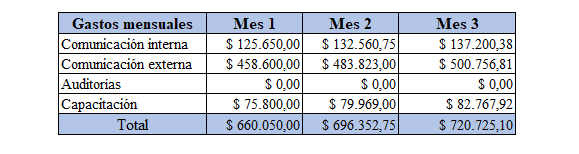 Gastos mensuales Mes 1 Mes 2 Mes 3
Comunicación interna $ 125.650,00 $ 132.560,75 $ 137.200,38
Comunicación externa $ 458.600,00 $ 483.823,00 $ 500.756,81
Auditorias $ 0,00 $ 0,00 $ 0,00
Capacitación $ 75.800,00 $ 79.969,00 $ 82.767,92
Total $ 660.050,00 $ 696.352,75 $ 720.725,10